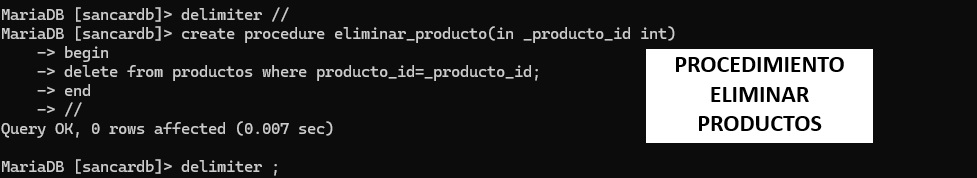 MariaDB [sancardb]> delimiter //
MariaDB [sancardb]> create procedure eliminar_producto(in _producto_id int)
    -> begin
    -> delete from productos where producto_id=_producto_id;
    -> end
    -> //
Query OK, 0 rows affected (0.007 sec)
MariaDB [sancardb]> delimiter ;
PROCEDIMIENTO
ELIMINAR
PRODUCTOS